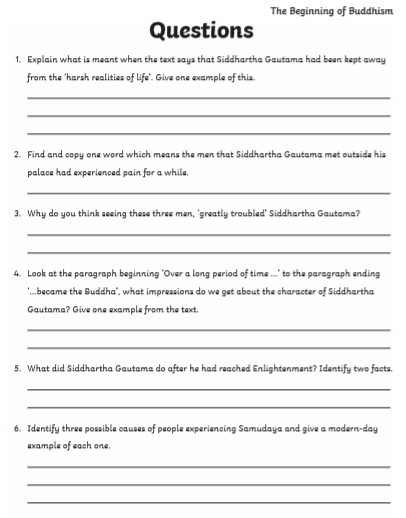 The Beginning of Buddhism
Questions
1. Explain what is meant when the text says that Siddhartha Gautama had been kept away
from the 'harsh realities of life'. Give one example of this.
2. Find and copy one word which means the men that Siddhartha Gautama met outside his
palace had experienced pain for a while.
3. Why do you think seeing these three men, 'greatly troubled' Siddhartha Gautama?
4. Look at the paragraph beginning 'Over a long period of time ...' to the paragraph ending
'...became the Buddha', what impressions do we get about the character of Siddhartha
Gautama? Give one example from the text.
5. What did Siddhartha Gautama do after he had reached Enlightenment? Identify two facts.
6. Identify three possible causes of people experiencing Samudaya and give a modern-day
example of each one.